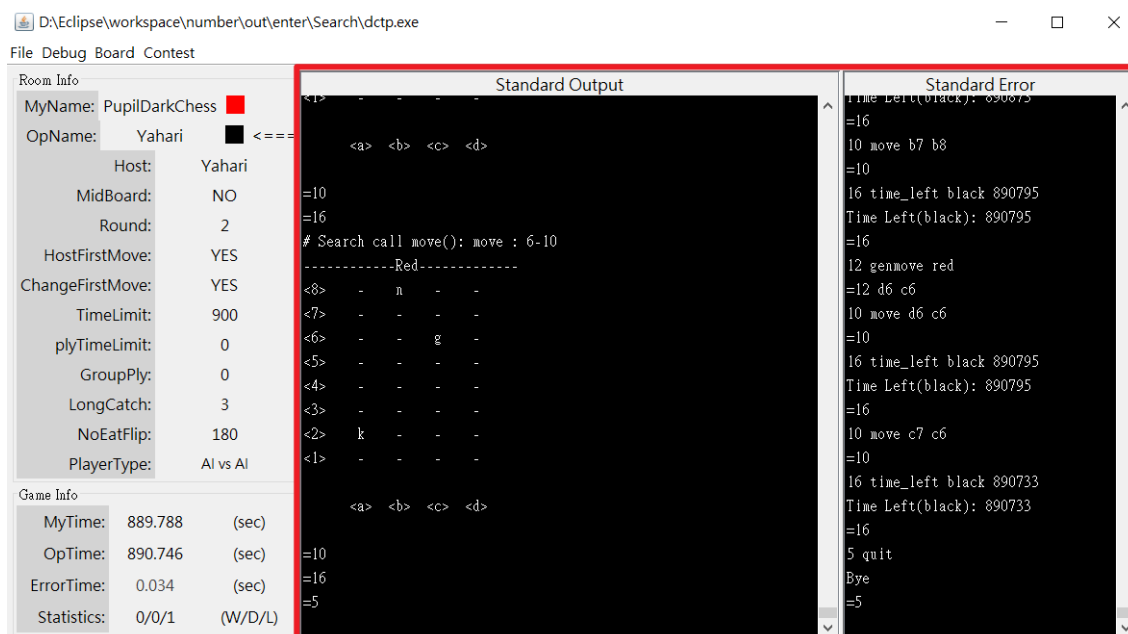 D:\Eclipse\workspace\number\out\enter\Search\dctp.exe
File Debug Board Contest
Room Info
MyName: PupilDarkChess
OpName: Yahari <===
Host: Yahari
MidBoard: NO
Round: 2
HostFirstMove: YES
ChangeFirstMove: YES
TimeLimit: 900
plyTimeLimit: 0
GroupPly: 0
LongCatch: 3
NoEatFlip: 180
PlayerType: AI vs AI
Game Info
MyTime: 889.788 (sec)
OpTime: 890.746 (sec)
ErrorTime: 0.034 (sec)
Statistics: 0/0/1 (W/D/L)
Standard Output
<1> - - - -
<a> <b> <c> <d>
=10
=16
# Search call move(): move : 6-10
------------Red-------------
<8> - n - -
<7> - - - -
<6> - - g -
<5> - - - -
<4> - - - -
<3> - - - -
<2> k - - -
<1> - - - -
<a> <b> <c> <d>
=10
=16
=5
Standard Error
Time Left(black): 890875
=16
10 move b7 b8
=10
16 time_left black 890795
Time Left(black): 890795
=16
12 genmove red
=12 d6 c6
10 move d6 c6
=10
16 time_left black 890795
Time Left(black): 890795
=16
10 move c7 c6
=10
16 time_left black 890733
Time Left(black): 890733
=16
5 quit
Bye
=5